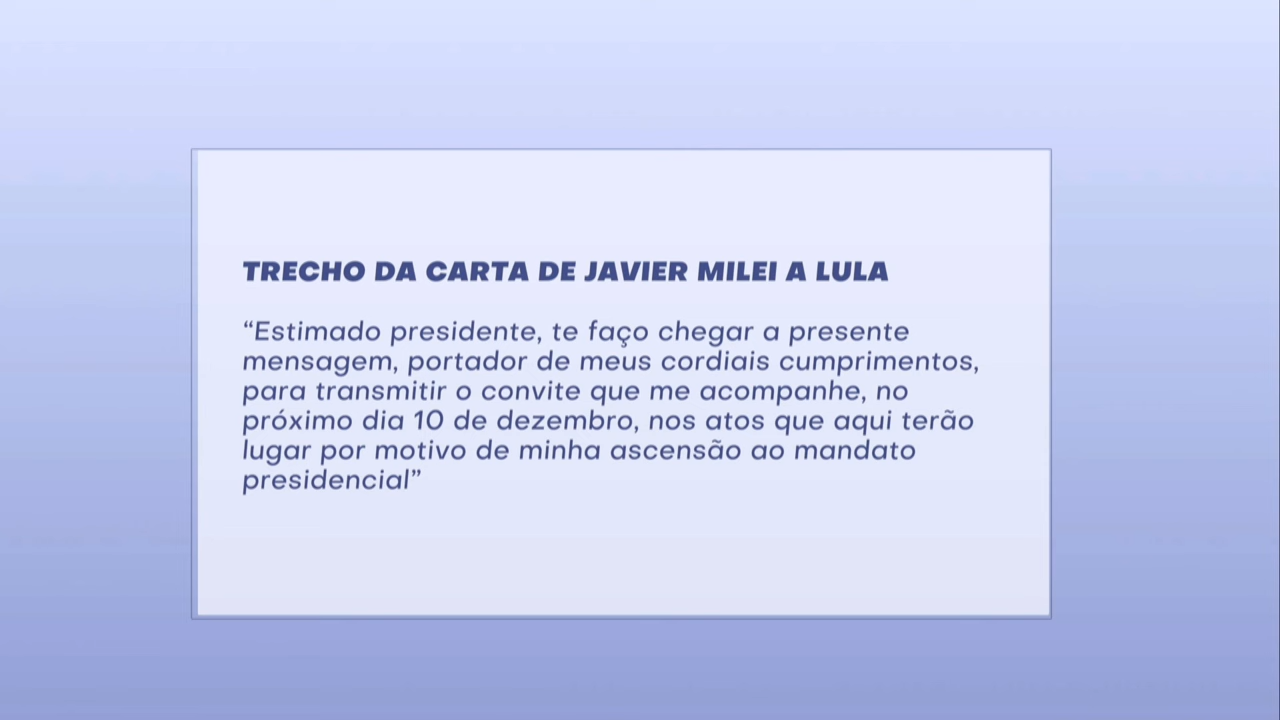 TRECHO DA CARTA DE JAVIER MILEI A LULA
“Estimado presidente, te faço chegar a presente
mensagem, portador de meus cordiais cumprimentos,
para transmitir o convite que me acompanhe, no
próximo dia 10 de dezembro, nos atos que aqui terão
lugar por motivo de minha ascensão ao mandato
presidencial”